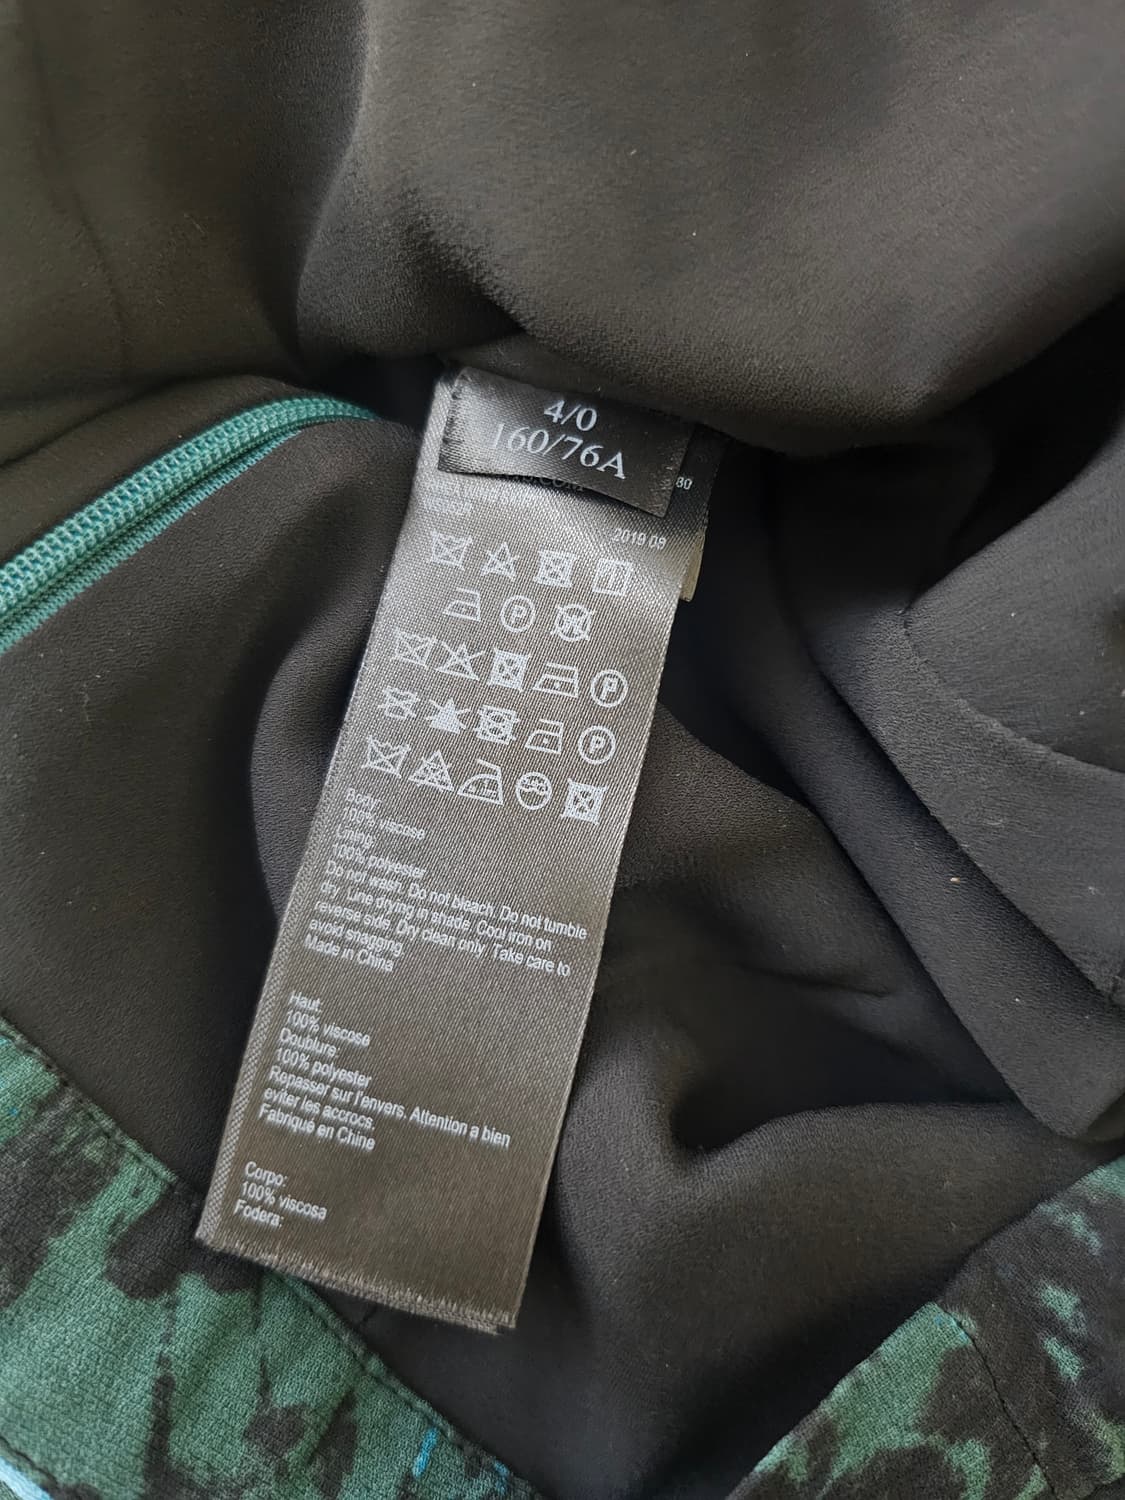 4/0
160/76A
2019 09
Body:
100% viscose
Lining:
100% polyester
Do not wash. Do not bleach. Do not tumble
dry. Line drying in shade. Cool iron on
reverse side. Dry clean only. Take care to
avoid snagging
Made in China
Haut:
100% viscose
Doublure:
100% polyester
Repasser sur l'envers. Attention a bien
eviter les accrocs.
Fabriqué en Chine
Corpo:
100% viscosa
Fodera: